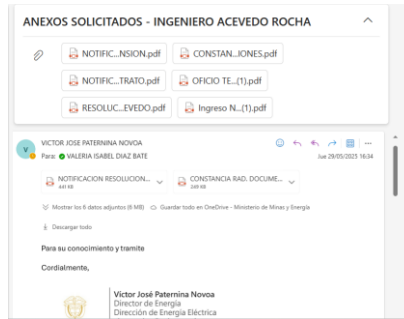 ANEXOS SOLICITADOS - INGENIERO ACEVEDO ROCHA
NOTIFIC...NSION.pdf
CONSTAN...IONES.pdf
NOTIFIC...TRATO.pdf
OFICIO TE...(1).pdf
RESOLUC...EVEDO.pdf
Ingreso N...(1).pdf
V
VICTOR JOSE PATERNINA NOVOA
Para: VALERIA ISABEL DIAZ BATE
Jue 29/05/2025 16:34
NOTIFICACION RESOLUCION...
441 KB
CONSTANCIA RAD. DOCUME...
249 KB
Mostrar los 6 datos adjuntos (6 MB) Guardar todo en OneDrive - Ministerio de Minas y Energía
Descargar todo
Para su conocimiento y tramite
Cordialmente,
Víctor José Paternina Novoa
Director de Energía
Dirección de Energía Eléctrica